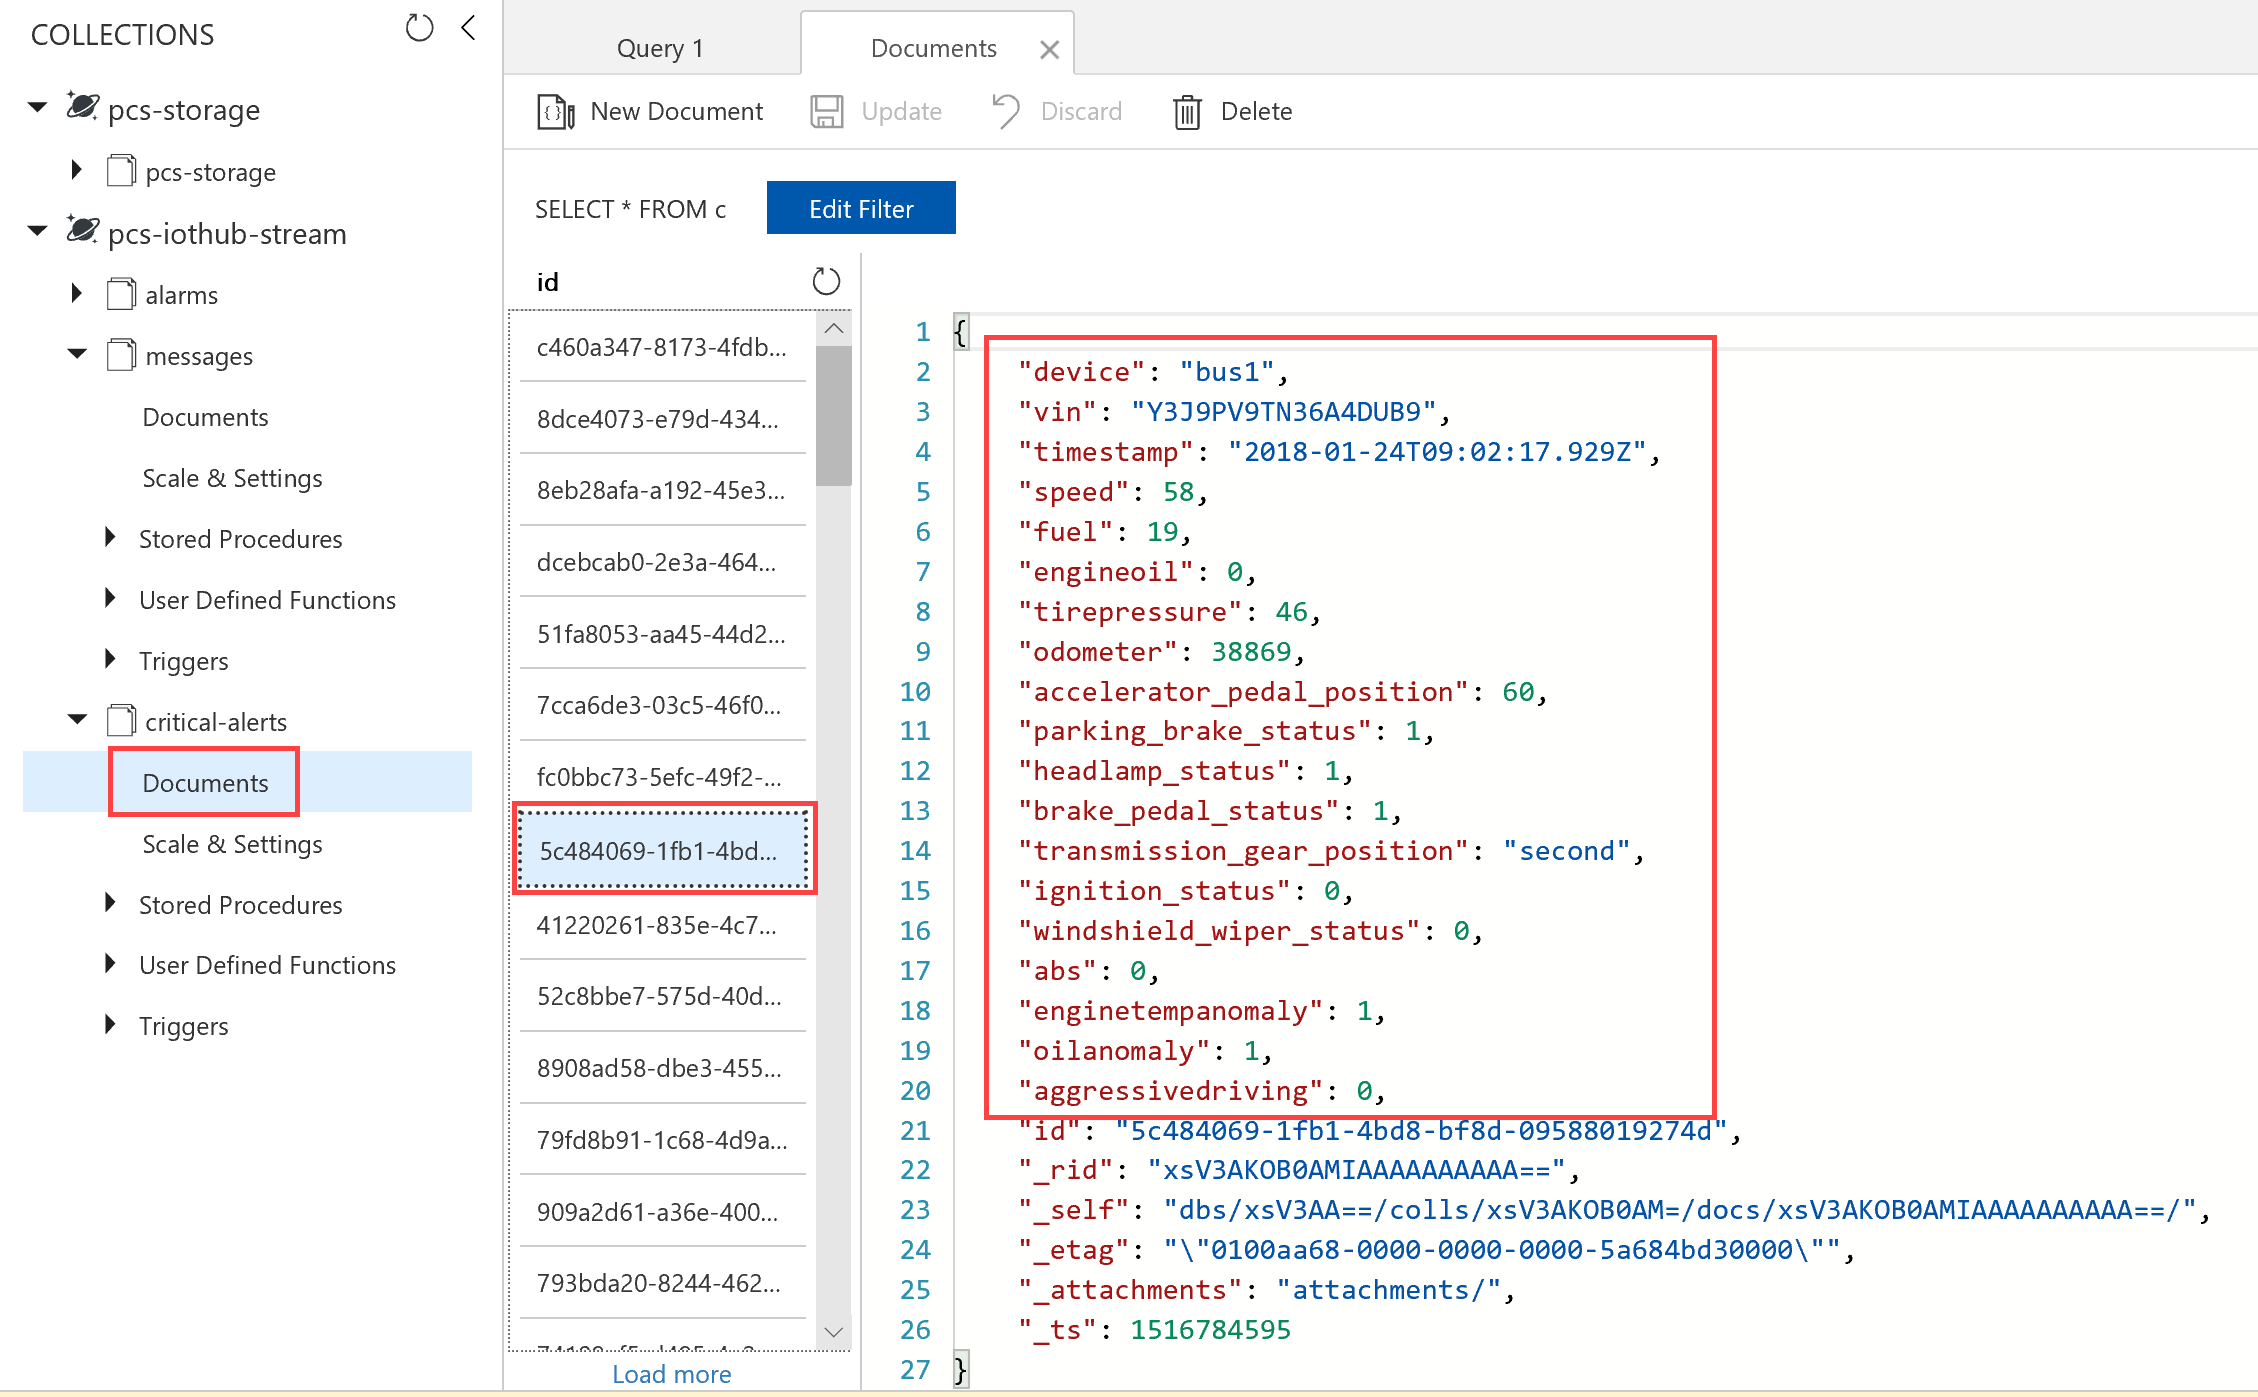 COLLECTIONS
pcs-storage
pcs-storage
pcs-iothub-stream
alarms
messages
Documents
Scale & Settings
Stored Procedures
User Defined Functions
Triggers
critical-alerts
Documents
Scale & Settings
Stored Procedures
User Defined Functions
Triggers
Query 1
Documents
New Document
Update
Discard
Delete
SELECT * FROM c
Edit Filter
id
c460a347-8173-4fdb...
8dce4073-e79d-434...
8eb28afa-a192-45e3...
dcebcab0-2e3a-464...
51fa8053-aa45-44d2...
7cca6de3-03c5-46f0...
fc0bbc73-5efc-49f2-...
5c484069-1fb1-4bd...
41220261-835e-4c7...
52c8bbe7-575d-40d...
8908ad58-dbe3-455...
79fd8b91-1c68-4d9a...
909a2d61-a36e-400...
793bda20-8244-462...
Load more
1 {
2 "device": "bus1",
3 "vin": "Y3J9PV9TN36A4DUB9",
4 "timestamp": "2018-01-24T09:02:17.929Z",
5 "speed": 58,
6 "fuel": 19,
7 "engineoil": 0,
8 "tirepressure": 46,
9 "odometer": 38869,
10 "accelerator_pedal_position": 60,
11 "parking_brake_status": 1,
12 "headlamp_status": 1,
13 "brake_pedal_status": 1,
14 "transmission_gear_position": "second",
15 "ignition_status": 0,
16 "windshield_wiper_status": 0,
17 "abs": 0,
18 "enginetempanomaly": 1,
19 "oilanomaly": 1,
20 "aggressivedriving": 0,
21 "id": "5c484069-1fb1-4bd8-bf8d-09588019274d",
22 "_rid": "xsV3AKOB0AMIAAAAAAAAAA==",
23 "_self": "dbs/xsV3AA==/colls/xsV3AKOB0AM=/docs/xsV3AKOB0AMIAAAAAAAAAA==/",
24 "_etag": "\"0100aa68-0000-0000-0000-5a684bd30000\"",
25 "_attachments": "attachments/",
26 "_ts": 1516784595
27 }